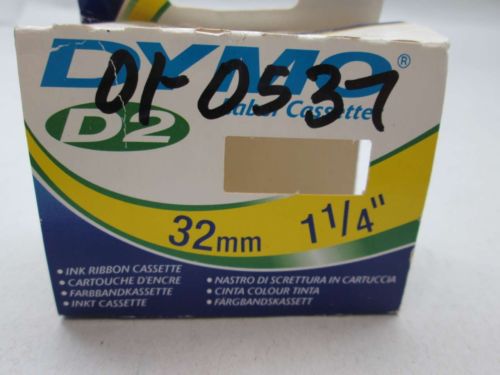 DYMO®
01-0537
Label Cassette
D2
32mm 1 1/4"
• INK RIBBON CASSETTE
• CARTOUCHE D'ENCRE
• FARBBANDKASSETTE
• INKT CASSETTE
• NASTRO DI SCRETTURA IN CARTUCCIA
• CINTA COLOUR TINTA
• FÄRGBANDSKASSETT